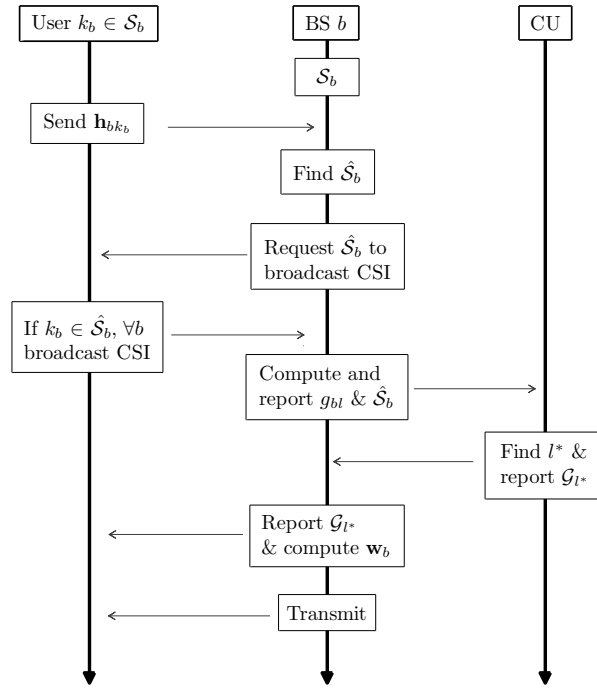 User $k_b \in \mathcal{S}_b$
BS $b$
CU
$\mathcal{S}_b$
Send $\mathbf{h}_{bk_b}$
Find $\hat{\mathcal{S}}_b$
Request $\hat{\mathcal{S}}_b$ to
broadcast CSI
If $k_b \in \hat{\mathcal{S}}_b$, $\forall b$
broadcast CSI
Compute and
report $g_{bl}$ & $\hat{\mathcal{S}}_b$
Find $l^*$ &
report $\mathcal{G}_{l^*}$
Report $\mathcal{G}_{l^*}$
& compute $\mathbf{w}_b$
Transmit